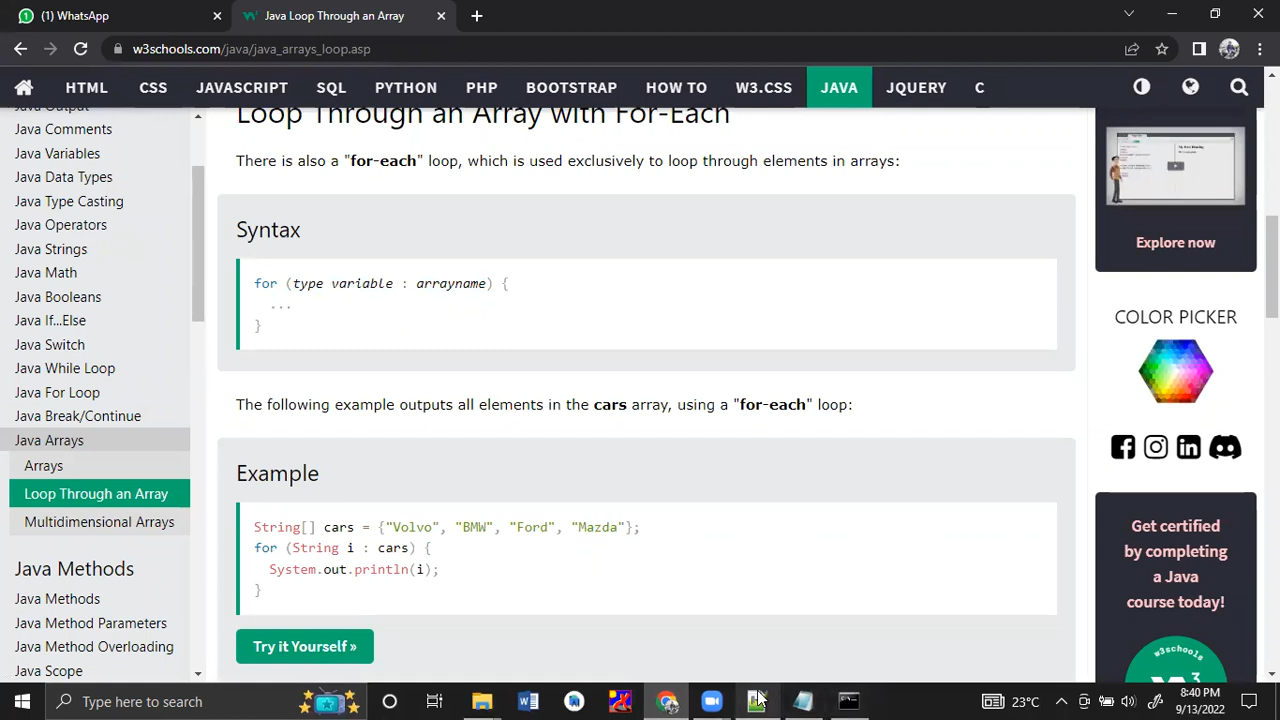 (1) WhatsApp
Java Loop Through an Array
w3schools.com/java/java_arrays_loop.asp
HTML CSS JAVASCRIPT SQL PYTHON PHP BOOTSTRAP HOW TO W3.CSS JAVA JQUERY C
Java Output
Java Comments
Java Variables
Java Data Types
Java Type Casting
Java Operators
Java Strings
Java Math
Java Booleans
Java If...Else
Java Switch
Java While Loop
Java For Loop
Java Break/Continue
Java Arrays
Arrays
Loop Through an Array
Multidimensional Arrays
Java Methods
Java Methods
Java Method Parameters
Java Method Overloading
Java Scope
Loop Through an Array with For-Each
There is also a "for-each" loop, which is used exclusively to loop through elements in arrays:
Syntax
for (type variable : arrayname) {
...
}
The following example outputs all elements in the cars array, using a "for-each" loop:
Example
String[] cars = {"Volvo", "BMW", "Ford", "Mazda"};
for (String i : cars) {
System.out.println(i);
}
Try it Yourself »
Explore now
COLOR PICKER
Get certified
by completing
a Java
course today!
w3schools
Type here to search
23°C
8:40 PM
9/13/2022